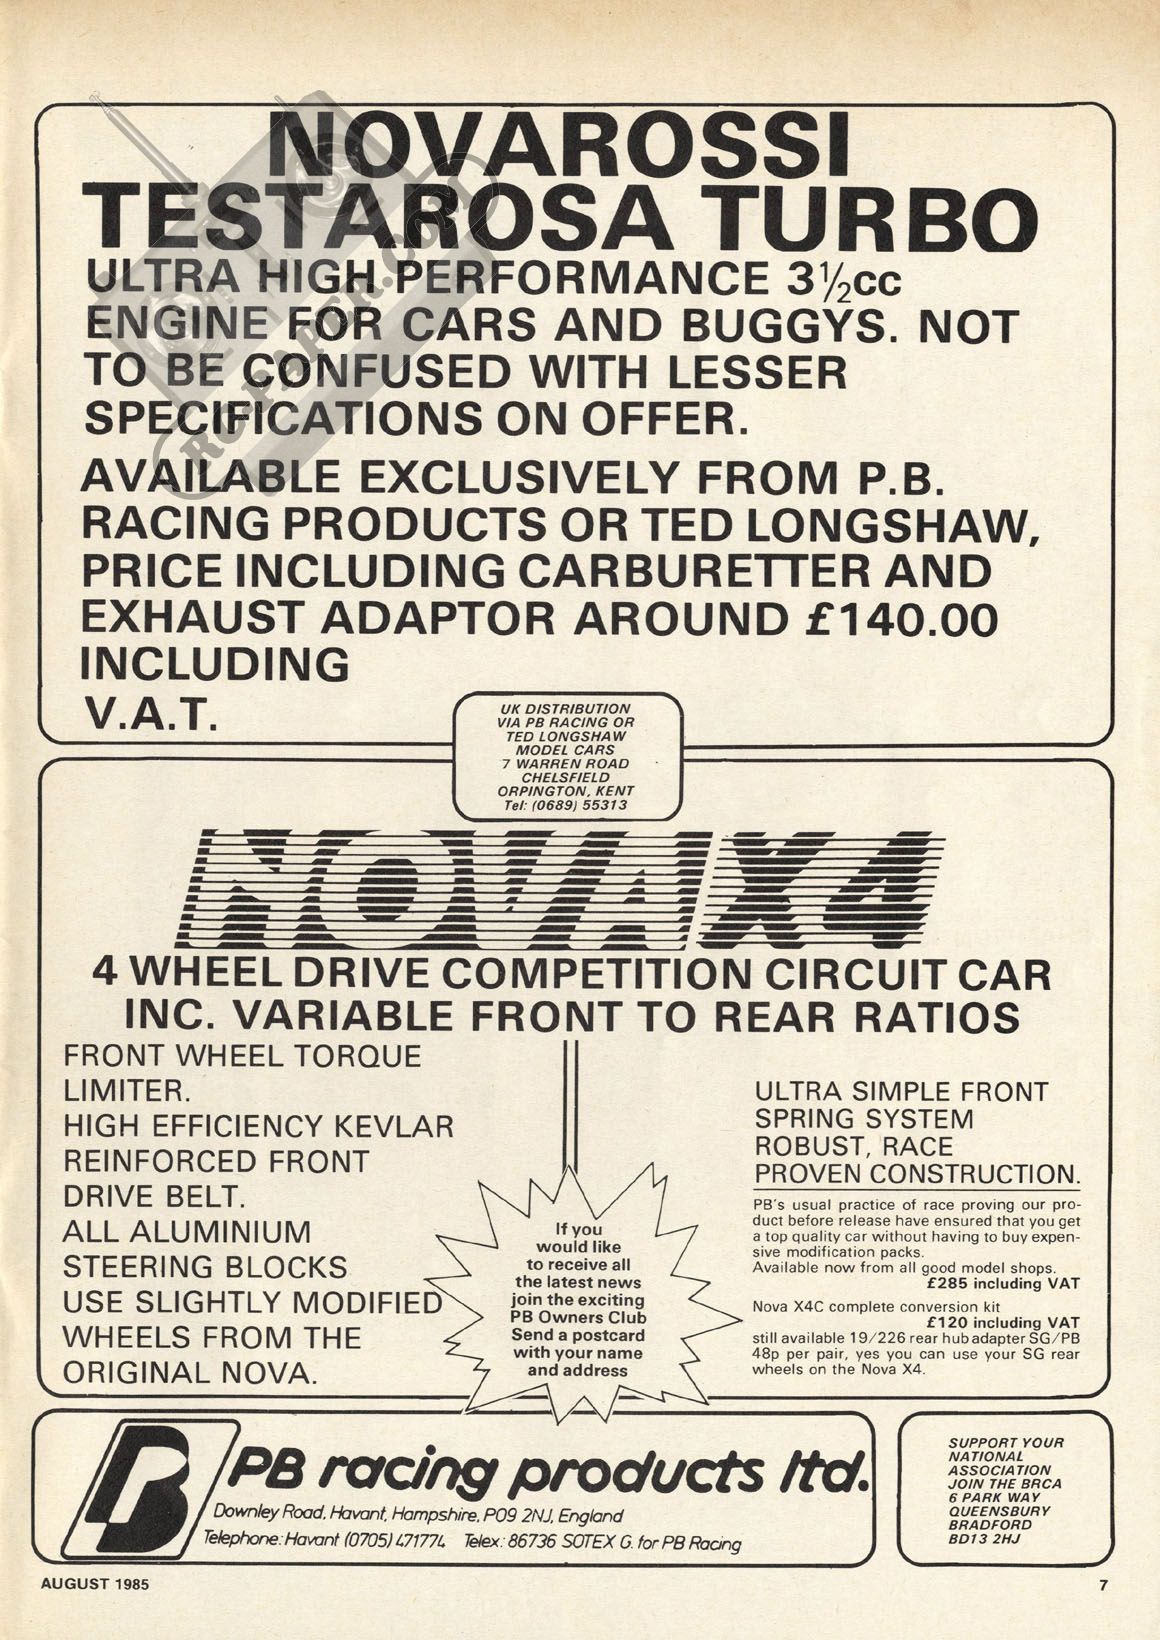 NOVAROSSI
TESTAROSA TURBO
ULTRA HIGH PERFORMANCE 3½cc
ENGINE FOR CARS AND BUGGYS. NOT
TO BE CONFUSED WITH LESSER
SPECIFICATIONS ON OFFER.
AVAILABLE EXCLUSIVELY FROM P.B.
RACING PRODUCTS OR TED LONGSHAW,
PRICE INCLUDING CARBURETTER AND
EXHAUST ADAPTOR AROUND £140.00
INCLUDING
V.A.T.
RC-PAPER.COM
UK DISTRIBUTION
VIA PB RACING OR
TED LONGSHAW
MODEL CARS
7 WARREN ROAD
CHELSFIELD
ORPINGTON, KENT
Tel: (0689) 55313
NOVA X4
4 WHEEL DRIVE COMPETITION CIRCUIT CAR
INC. VARIABLE FRONT TO REAR RATIOS
FRONT WHEEL TORQUE
LIMITER.
HIGH EFFICIENCY KEVLAR
REINFORCED FRONT
DRIVE BELT.
ALL ALUMINIUM
STEERING BLOCKS
USE SLIGHTLY MODIFIED
WHEELS FROM THE
ORIGINAL NOVA.
If you
would like
to receive all
the latest news
join the exciting
PB Owners Club
Send a postcard
with your name
and address
ULTRA SIMPLE FRONT
SPRING SYSTEM
ROBUST, RACE
PROVEN CONSTRUCTION.
PB's usual practice of race proving our pro-
duct before release have ensured that you get
a top quality car without having to buy expen-
sive modification packs.
Available now from all good model shops.
£285 including VAT
Nova X4C complete conversion kit
£120 including VAT
still available 19/226 rear hub adapter SG/PB
48p per pair, yes you can use your SG rear
wheels on the Nova X4.
PB racing products ltd.
Downley Road, Havant, Hampshire, PO9 2NJ, England
Telephone: Havant (0705) 471774 Telex: 86736 SOTEX G. for PB Racing
SUPPORT YOUR
NATIONAL
ASSOCIATION
JOIN THE BRCA
6 PARK WAY
QUEENSBURY
BRADFORD
BD13 2HJ
AUGUST 1985
7